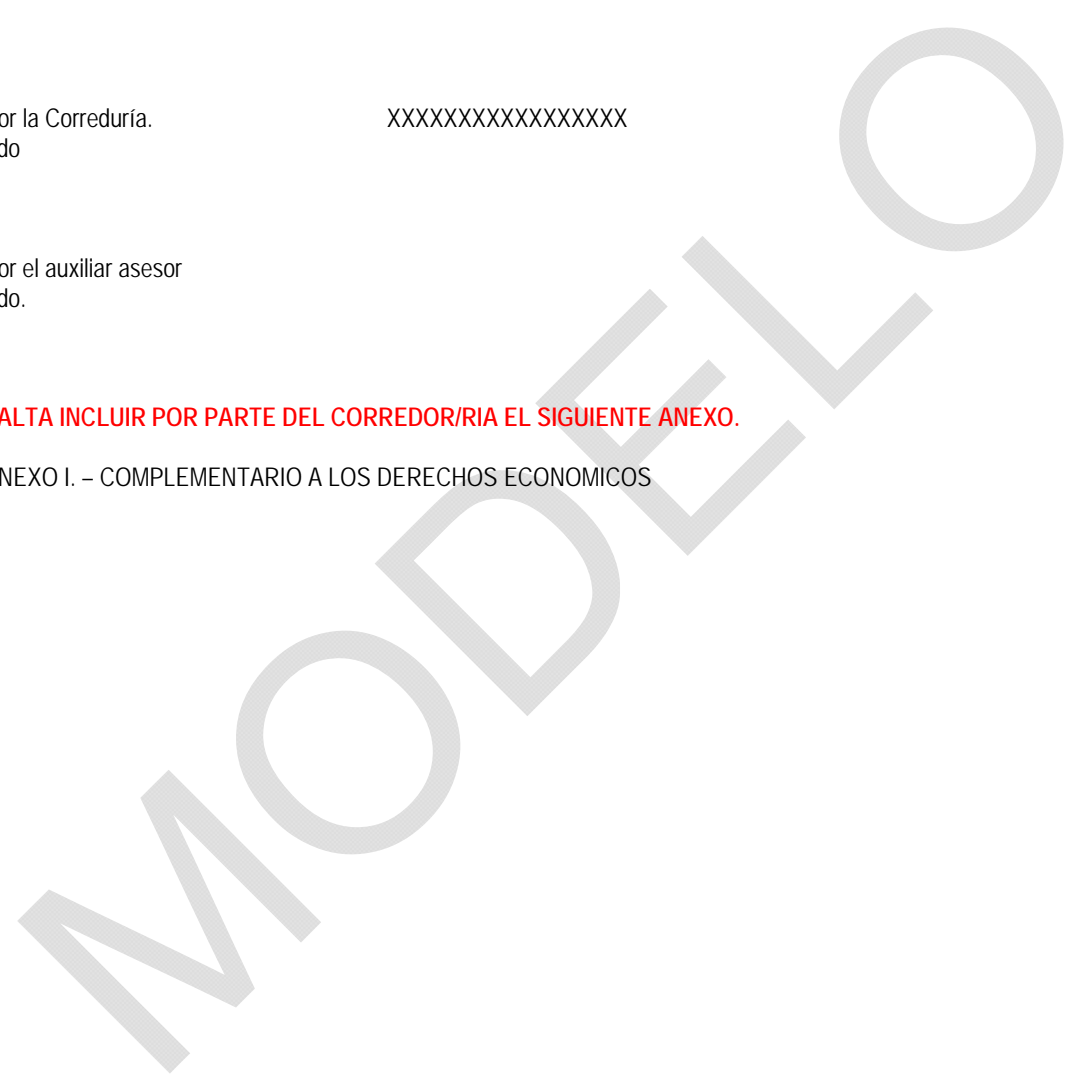 or la Correduría. XXXXXXXXXXXXXXXXX
do
or el auxiliar asesor
do.
ALTA INCLUIR POR PARTE DEL CORREDOR/RIA EL SIGUIENTE ANEXO.
NEXO I. – COMPLEMENTARIO A LOS DERECHOS ECONOMICOS
MODELO